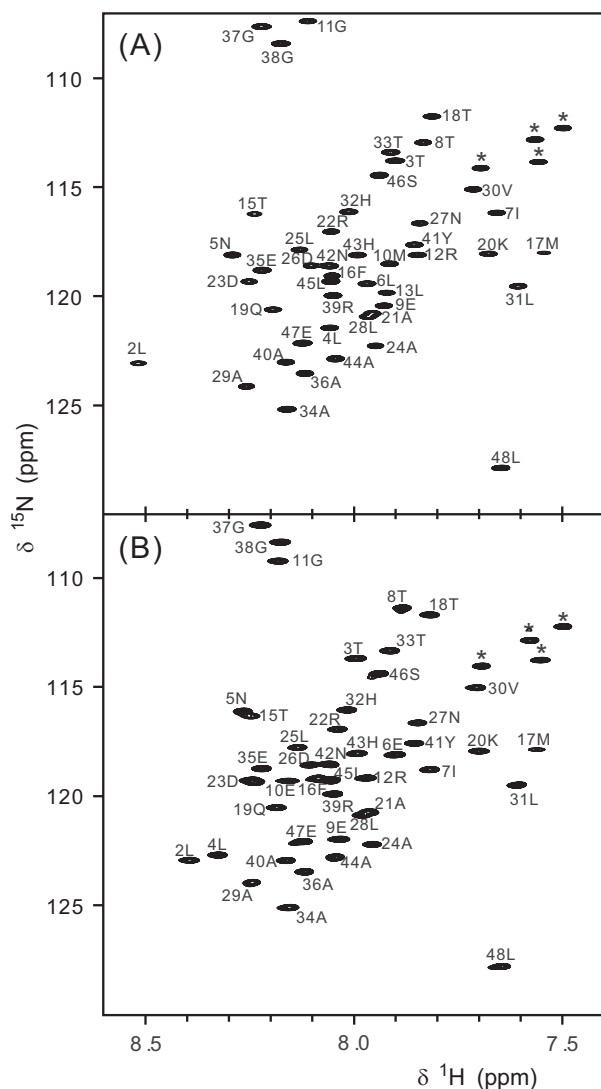 (A)
37G
11G
38G
110
18T
33T
8T
*
*
3T
*
*
115
46S
30V
32H
15T
7I
22R
27N
25L
42N
43H
41Y
5N
26D
10M
12R
20K
17M
35E
16F
23D
45L
6L
13L
31L
39R
9E
120
19Q
28L
21A
47E
4L
24A
2L
40A
44A
36A
29A
125
34A
48L
δ 15N (ppm)
(B)
37G
38G
11G
110
8T
18T
*
*
33T
3T
*
*
115
46S
30V
5N
15T
32H
22R
27N
25L
43H
41Y
6E
35E
26D
42N
20K
17M
23D
10E
16F
45L
12R
7I
31L
39R
120
19Q
21A
28L
47E
9E
24A
2L
4L
40A
44A
36A
29A
125
34A
48L
8.5
8.0
7.5
δ 1H (ppm)